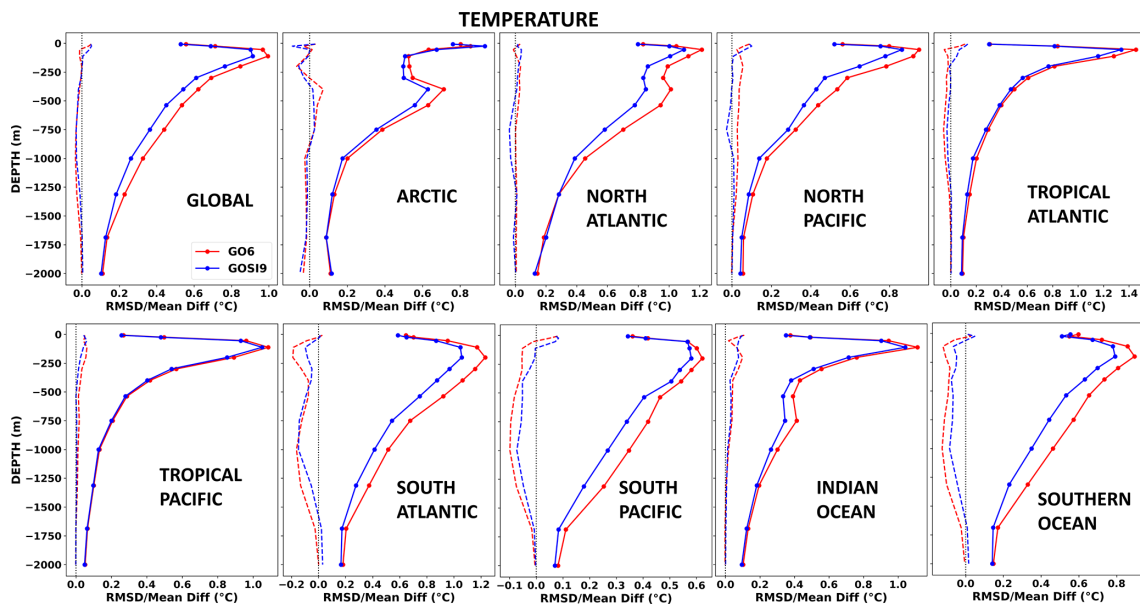 TEMPERATURE
0
−250
−500
−750
−1000
−1250
−1500
−1750
−2000
DEPTH (m)
GLOBAL
GO6
GOSI9
0.0 0.2 0.4 0.6 0.8 1.0
RMSD/Mean Diff (°C)
ARCTIC
0.0 0.2 0.4 0.6 0.8
RMSD/Mean Diff (°C)
NORTH
ATLANTIC
0.0 0.2 0.4 0.6 0.8 1.0 1.2
RMSD/Mean Diff (°C)
NORTH
PACIFIC
0.0 0.2 0.4 0.6 0.8
RMSD/Mean Diff (°C)
TROPICAL
ATLANTIC
0.0 0.2 0.4 0.6 0.8 1.0 1.2 1.4
RMSD/Mean Diff (°C)
0
−250
−500
−750
−1000
−1250
−1500
−1750
−2000
DEPTH (m)
TROPICAL
PACIFIC
0.0 0.2 0.4 0.6 0.8 1.0
RMSD/Mean Diff (°C)
SOUTH
ATLANTIC
−0.2 0.0 0.2 0.4 0.6 0.8 1.0 1.2
RMSD/Mean Diff (°C)
SOUTH
PACIFIC
−0.1 0.0 0.1 0.2 0.3 0.4 0.5 0.6
RMSD/Mean Diff (°C)
INDIAN
OCEAN
0.0 0.2 0.4 0.6 0.8 1.0
RMSD/Mean Diff (°C)
SOUTHERN
OCEAN
0.0 0.2 0.4 0.6 0.8
RMSD/Mean Diff (°C)